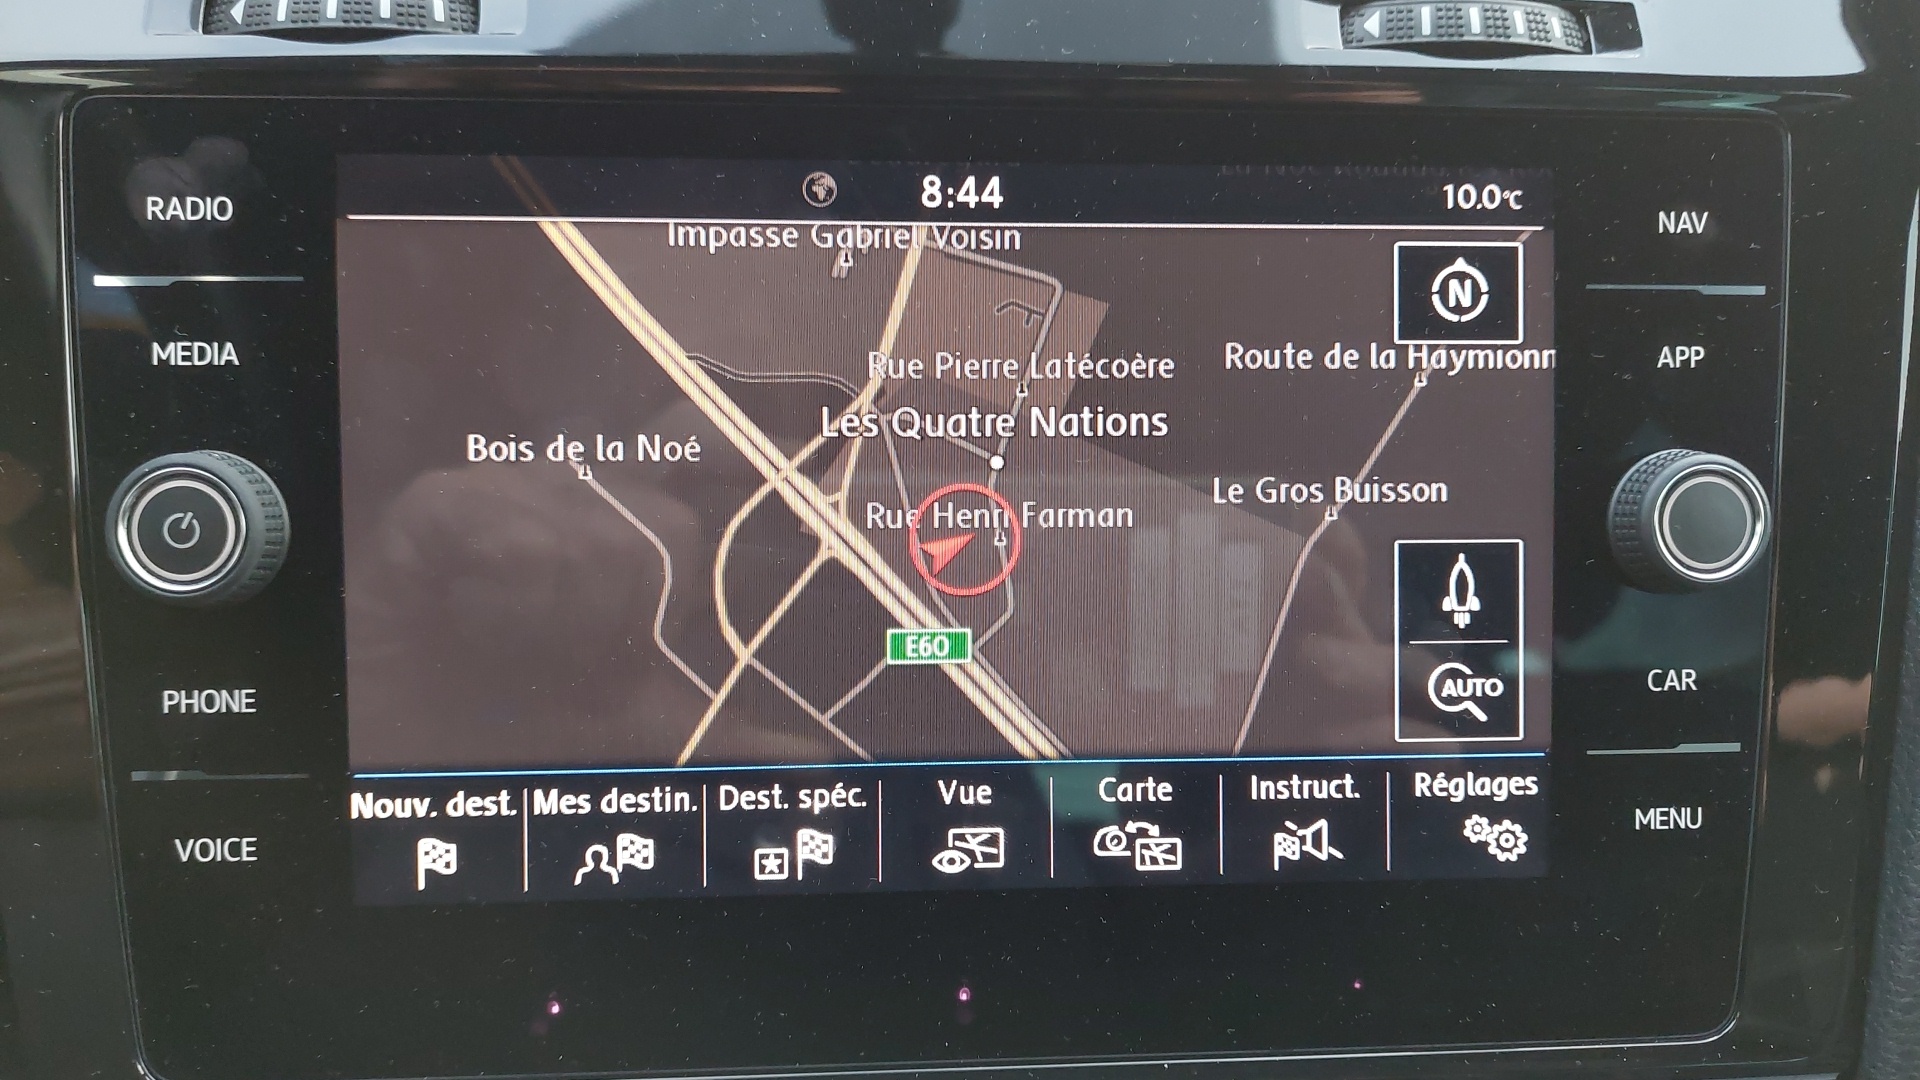 RADIO
MEDIA
PHONE
VOICE
8:44
10.0°C
Impasse Gabriel Voisin
N
Rue Pierre Latécoère
Route de la Haymionn
Les Quatre Nations
Bois de la Noé
Le Gros Buisson
Rue Henri Farman
E60
AUTO
Nouv. dest.
Mes destin.
Dest. spéc.
Vue
Carte
Instruct.
Réglages
NAV
APP
CAR
MENU